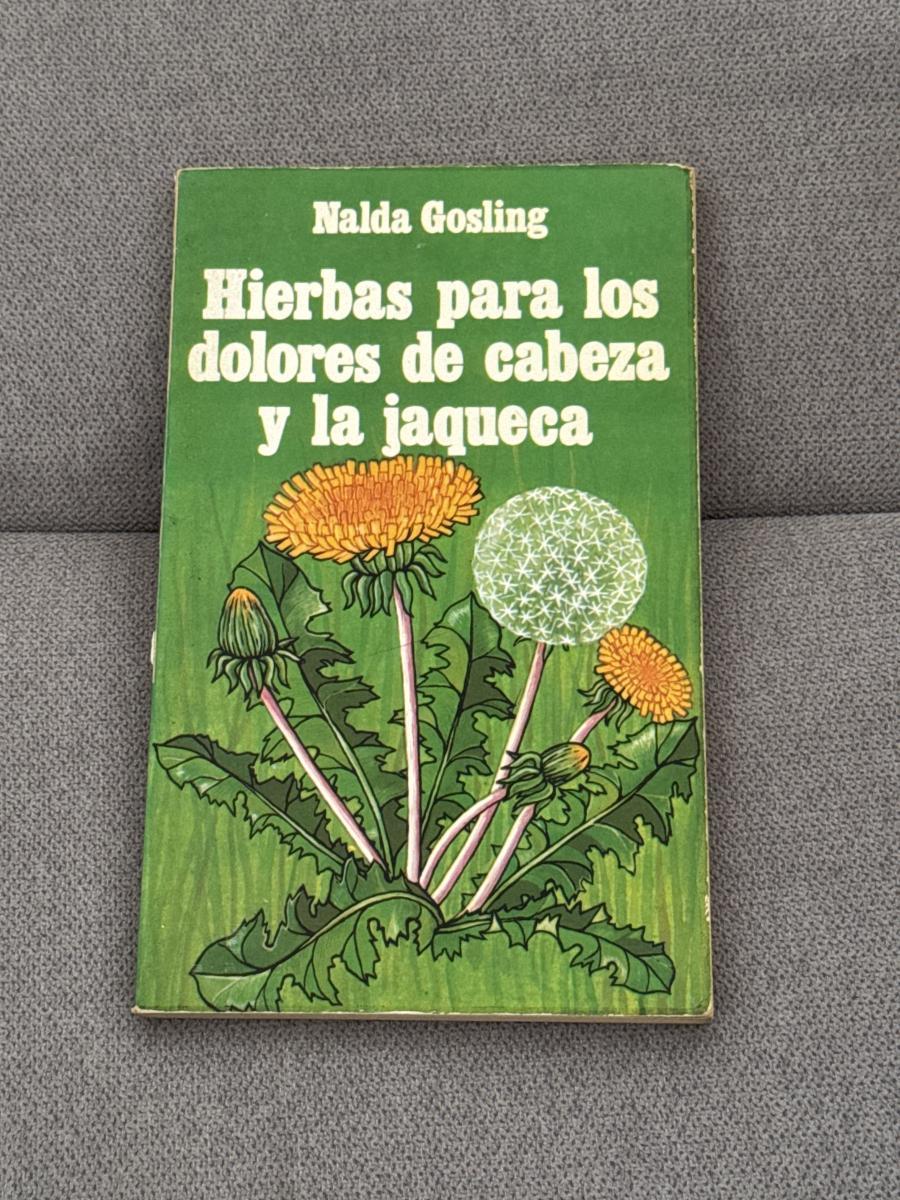 Nalda Gosling
Hierbas para los
dolores de cabeza
y la jaqueca